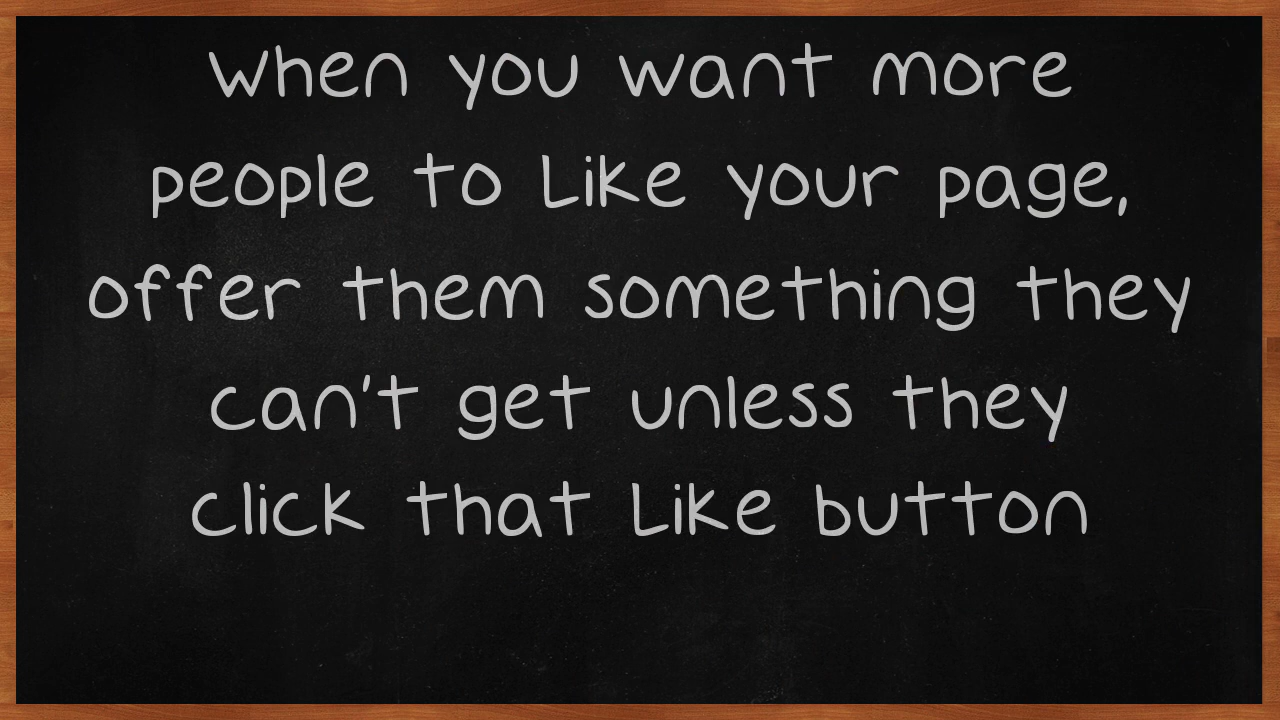 When you want more
people to Like your page,
offer them something they
can't get unless they
click that Like button